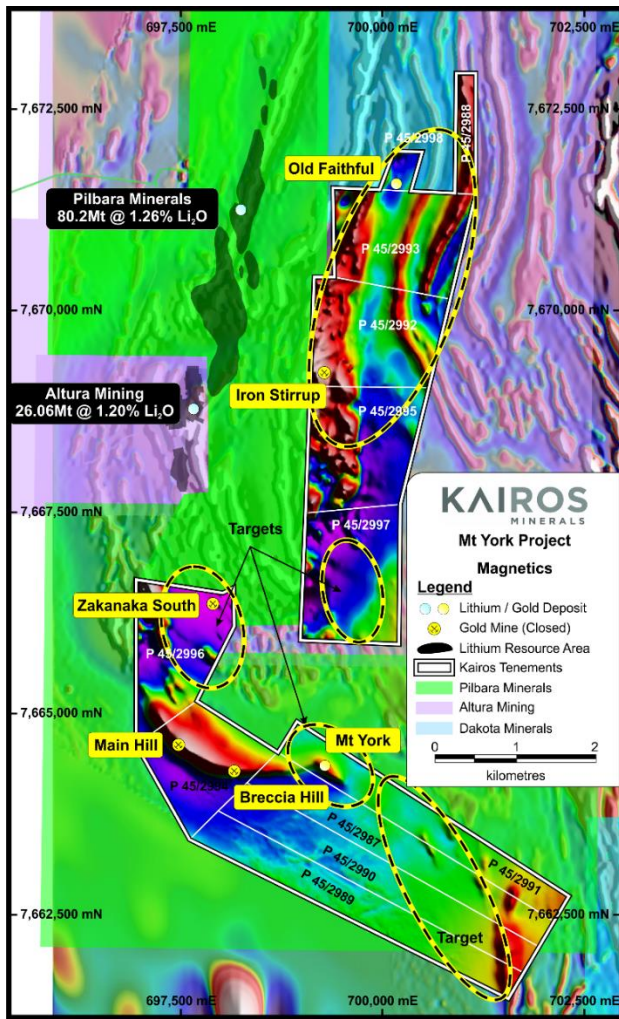 697,500 mE
700,000 mE
702,500 mE
7,672,500 mN
7,672,500 mN
P 45/2988
P 45/2998
Old Faithful
Pilbara Minerals
80.2Mt @ 1.26% Li₂O
P 45/2993
7,670,000 mN
7,670,000 mN
P 45/2992
Iron Stirrup
Altura Mining
26.06Mt @ 1.20% Li₂O
P 45/2995
7,667,500 mN
P 45/2997
Targets
KAIROS
MINERALS
Mt York Project
Magnetics
Legend
Lithium / Gold Deposit
Gold Mine (Closed)
Lithium Resource Area
Kairos Tenements
Pilbara Minerals
Altura Mining
Dakota Minerals
0 1 2
kilometres
Zakanaka South
P 45/2996
7,665,000 mN
Main Hill
Mt York
Breccia Hill
P 45/2987
P 45/2990
P 45/2989
P 45/2991
7,662,500 mN
7,662,500 mN
Target
697,500 mE
700,000 mE
702,500 mE